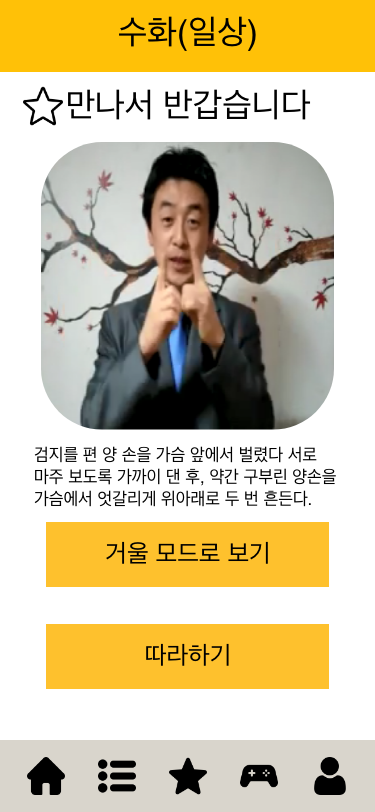 수화(일상)
만나서 반갑습니다
검지를 편 양 손을 가슴 앞에서 벌렸다 서로
마주 보도록 가까이 댄 후, 약간 구부린 양손을
가슴에서 엇갈리게 위아래로 두 번 흔든다.
거울 모드로 보기
따라하기